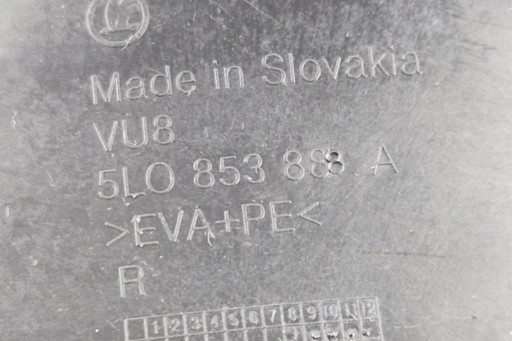 Made in Slovakia
VU8
5L0 853 888 A
>EVA+PE<
R
1 2 3 4 5 6 7 8 9 10 11 12